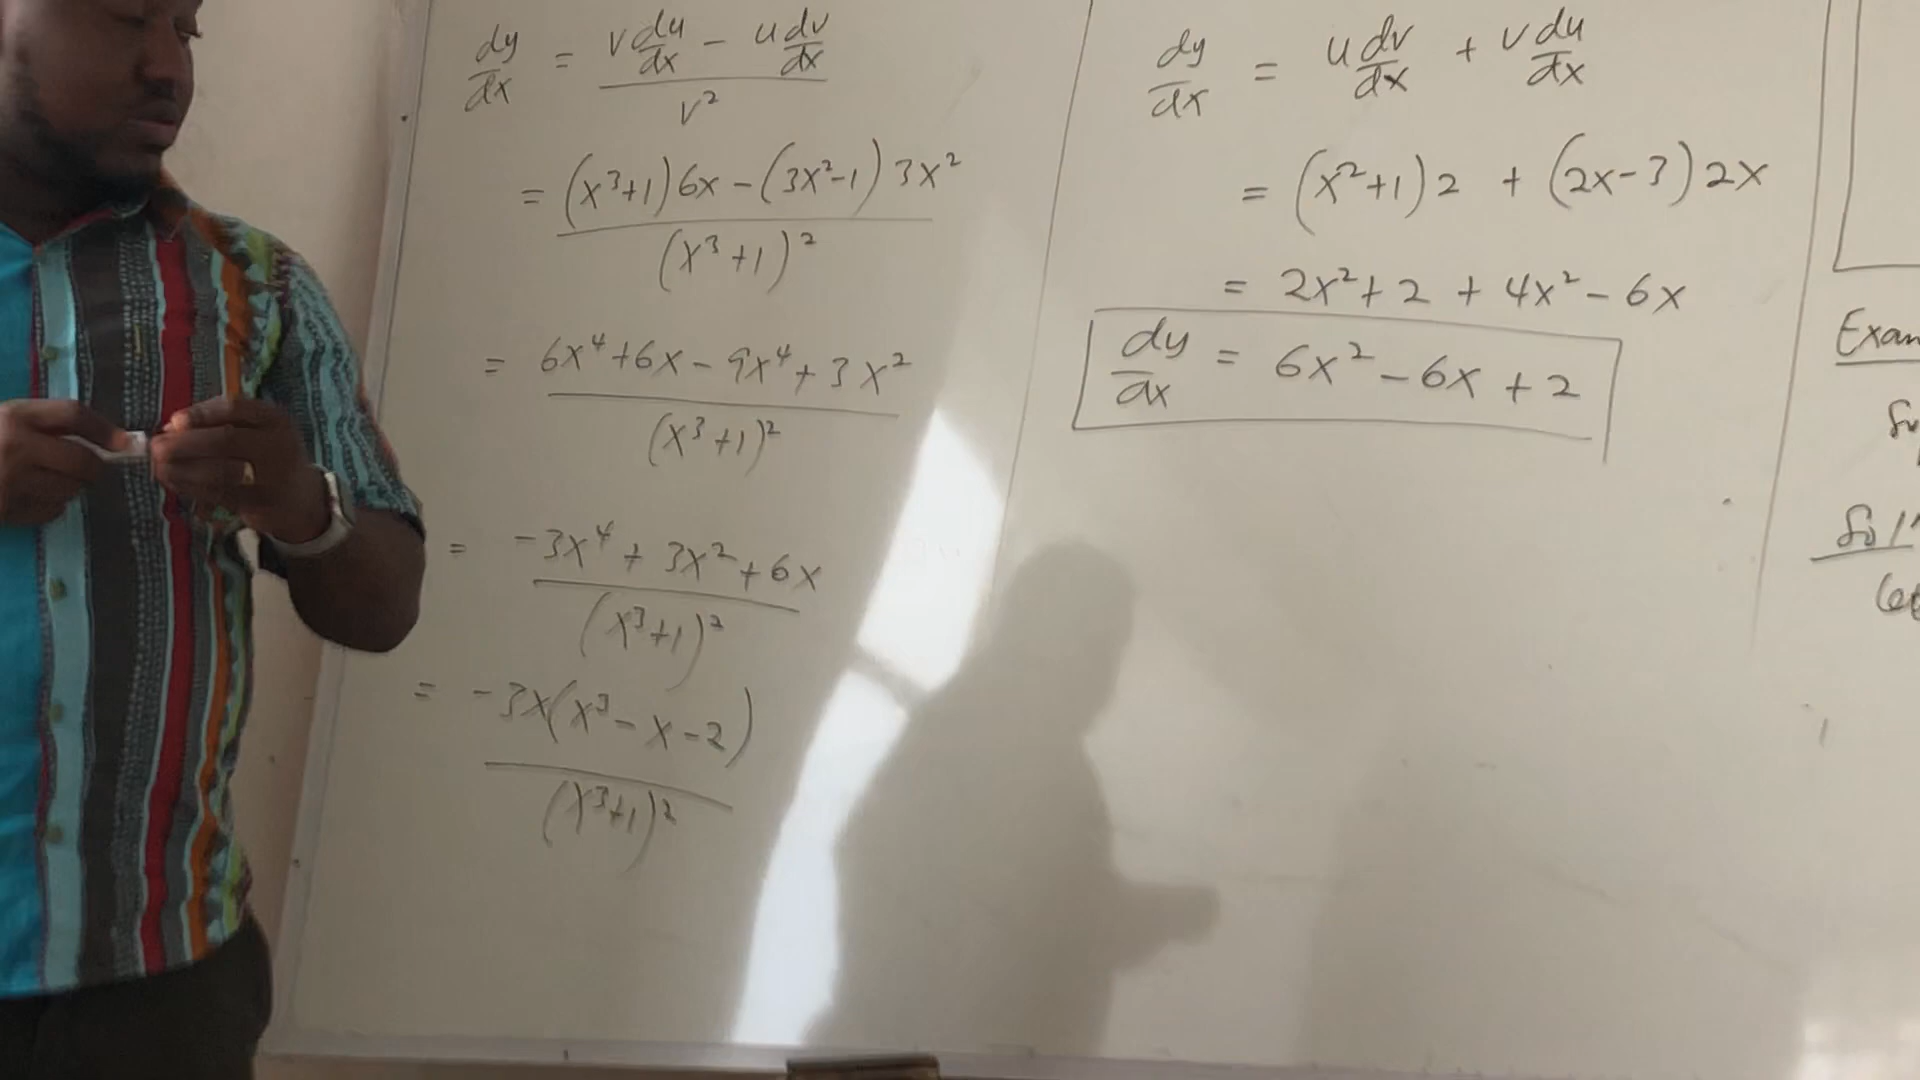 dy/dx = (v du/dx - u dv/dx)/v²
= ((x³+1)6x - (3x²-1)3x²)/(x³+1)²
= (6x⁴+6x - 9x⁴+3x²)/(x³+1)²
= (-3x⁴ + 3x² + 6x)/(x³+1)²
= (-3x(x³ - x - 2))/(x³+1)²
dy/dx = u dv/dx + v du/dx
= (x²+1)2 + (2x-3)2x
= 2x²+2 + 4x² - 6x
dy/dx = 6x² - 6x + 2
Exam